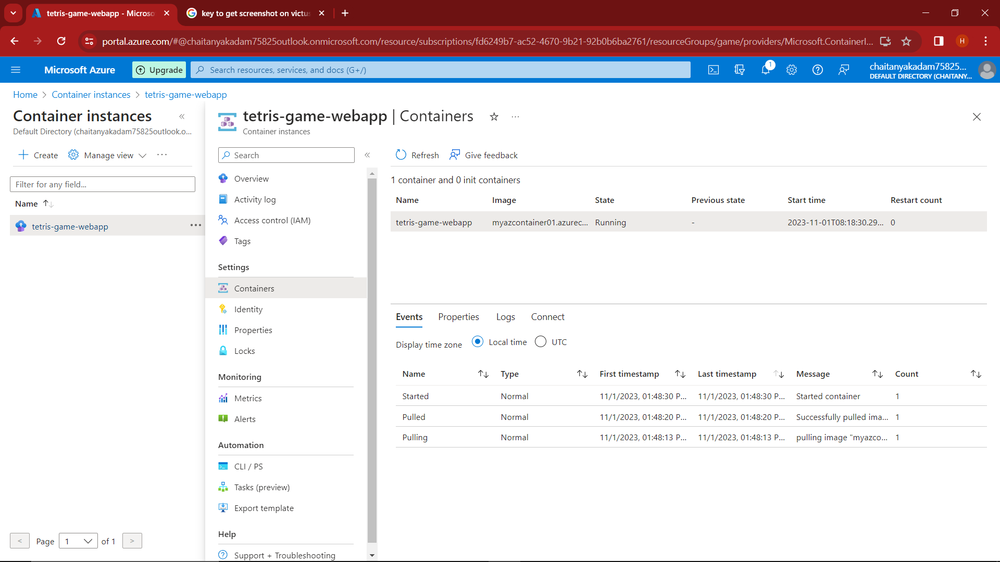 tetris-game-webapp - Microso
key to get screenshot on victus
portal.azure.com/#@chaitanyakadam75825outlook.onmicrosoft.com/resource/subscriptions/fd6249b7-ac52-4670-9b21-92b0b6ba2761/resourceGroups/game/providers/Microsoft.ContainerI...
H
Microsoft Azure
Upgrade
Search resources, services, and docs (G+/)
1
chaitanyakadam75825...
DEFAULT DIRECTORY (CHAITANY...
Home > Container instances > tetris-game-webapp
Container instances
Default Directory (chaitanyakadam75825outlook.o...
Create
Manage view
Filter for any field...
Name
tetris-game-webapp
Page 1 of 1
tetris-game-webapp | Containers
Container instances
Search
Overview
Activity log
Access control (IAM)
Tags
Settings
Containers
Identity
Properties
Locks
Monitoring
Metrics
Alerts
Automation
CLI / PS
Tasks (preview)
Export template
Help
Support + Troubleshooting
Refresh
Give feedback
1 container and 0 init containers
Name Image State Previous state Start time Restart count
tetris-game-webapp myazcontainer01.azurec... Running - 2023-11-01T08:18:30.29... 0
Events Properties Logs Connect
Display time zone Local time UTC
Name Type First timestamp Last timestamp Message Count
Started Normal 11/1/2023, 01:48:30 P... 11/1/2023, 01:48:30 P... Started container 1
Pulled Normal 11/1/2023, 01:48:20 P... 11/1/2023, 01:48:20 P... Successfully pulled ima... 1
Pulling Normal 11/1/2023, 01:48:13 P... 11/1/2023, 01:48:13 P... pulling image "myazco... 1